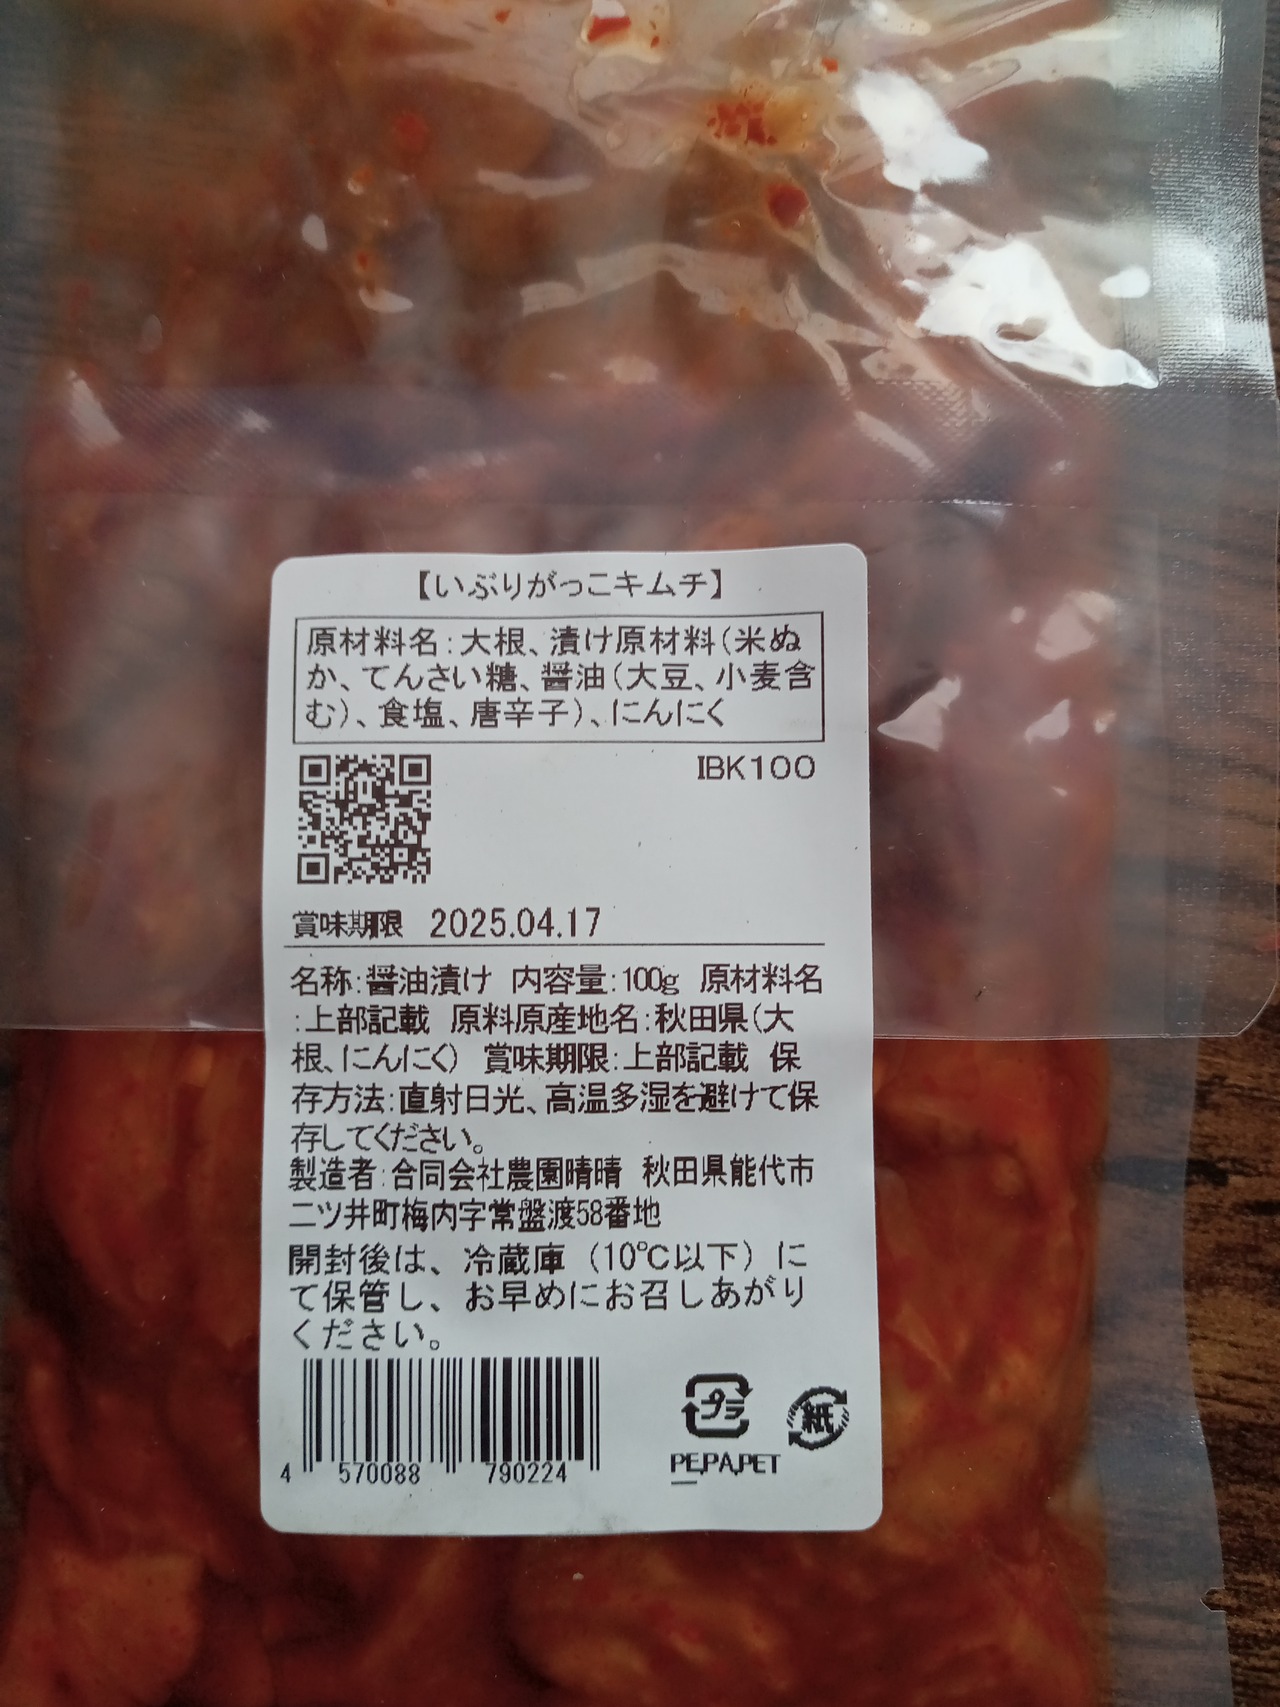 【いぶりがっこキムチ】
原材料名:大根、漬け原材料(米ぬ
か、てんさい糖、醤油(大豆、小麦含
む)、食塩、唐辛子)、にんにく
IBK100
賞味期限 2025.04.17
名称:醤油漬け 内容量:100g 原材料名
:上部記載 原料原産地名:秋田県(大
根、にんにく) 賞味期限:上部記載 保
存方法:直射日光、高温多湿を避けて保
存してください。
製造者:合同会社農園晴晴 秋田県能代市
二ツ井町梅内字常盤渡58番地
開封後は、冷蔵庫（10℃以下）に
て保管し、お早めにお召しあがり
ください。
プラ 紙
4 570088 790224
PE,PA,PET